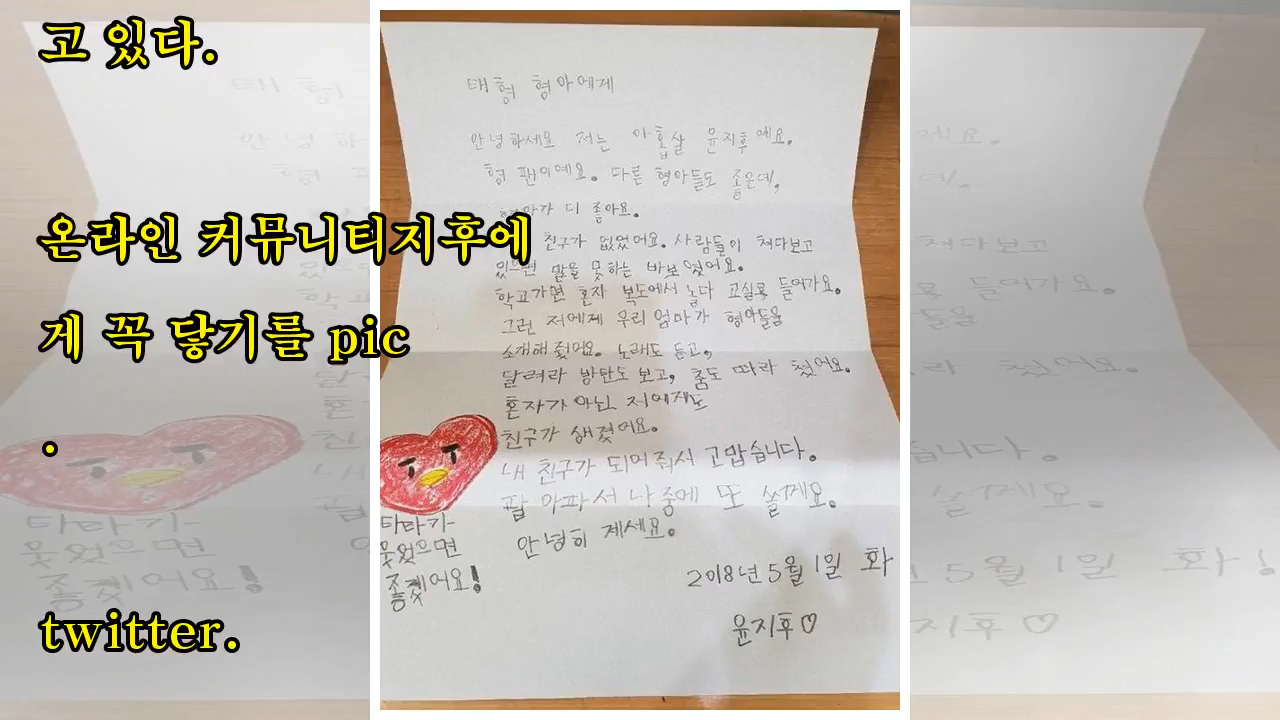 고 있다.
온라인 커뮤니티지후에
게 꼭 닿기를 pic
.
twitter.
태형 형아에게
안녕하세요 저는 아홉살 윤지후예요.
형 팬이예요. 다른 형아들도 좋은데,
형아가 더 좋아요.
친구가 없었어요. 사람들이 쳐다보고
있으면 말을 못하는 바보였어요.
학교가면 혼자 복도에서 놀다 교실로 들어가요.
그런 저에게 우리 엄마가 형아들을
소개해 줬어요. 노래도 듣고,
달려라 방탄도 보고, 춤도 따라 췄어요.
혼자가 아닌 저에게도
친구가 생겼어요.
내 친구가 되어줘서 고맙습니다.
팔 아파서 나중에 또 쓸께요.
안녕히 계세요.
2018년 5월 1일 화
윤지후♡
타타가
웃었으면
좋겠어요!